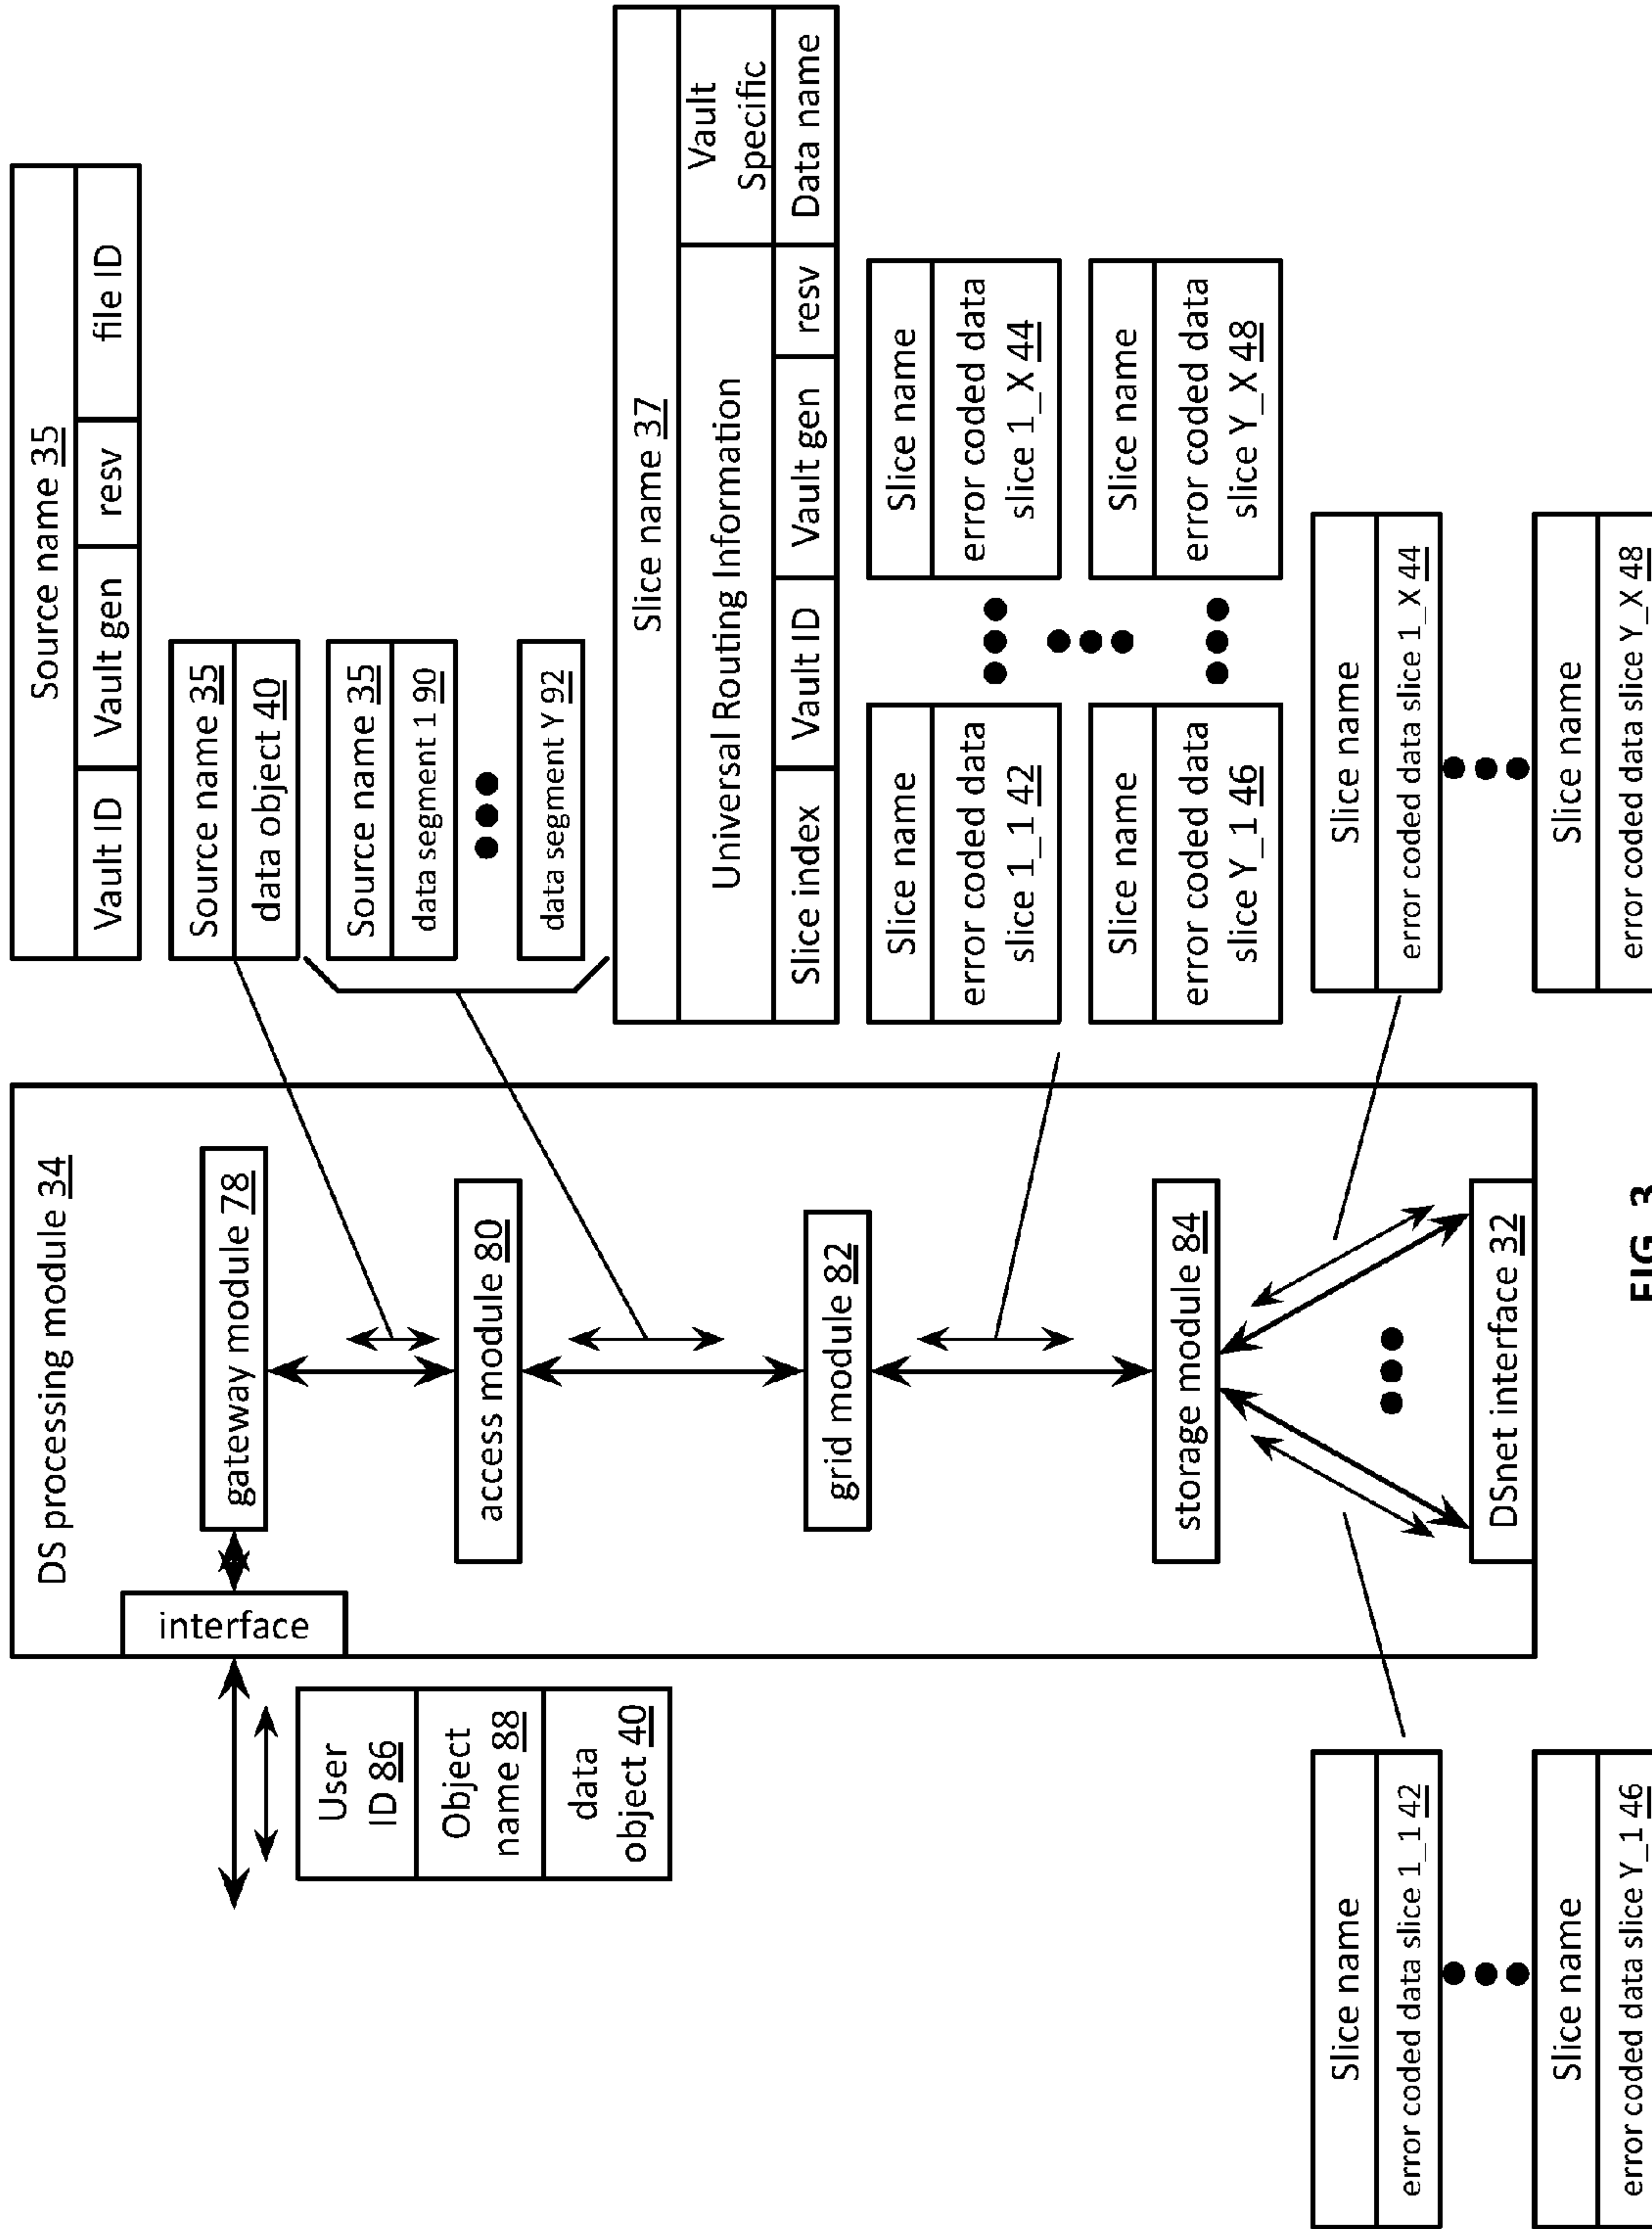 DS processing module 34
interface
gateway module 78
access module 80
grid module 82
storage module 84
DSnet interface 32
User
ID 86
Object
name 88
data
object 40
Source name 35
Vault ID
Vault gen
resv
file ID
Source name 35
data object 40
Source name 35
data segment 1 90
data segment Y 92
Slice name 37
Universal Routing Information
Vault
Specific
Slice index
Vault ID
Vault gen
resv
Data name
Slice name
error coded data
slice 1_1 42
Slice name
error coded data
slice 1_X 44
Slice name
error coded data
slice Y_1 46
Slice name
error coded data
slice Y_X 48
Slice name
error coded data slice 1_1 42
Slice name
error coded data slice Y_1 46
Slice name
error coded data slice 1_X 44
Slice name
error coded data slice Y_X 48
FIG. 3